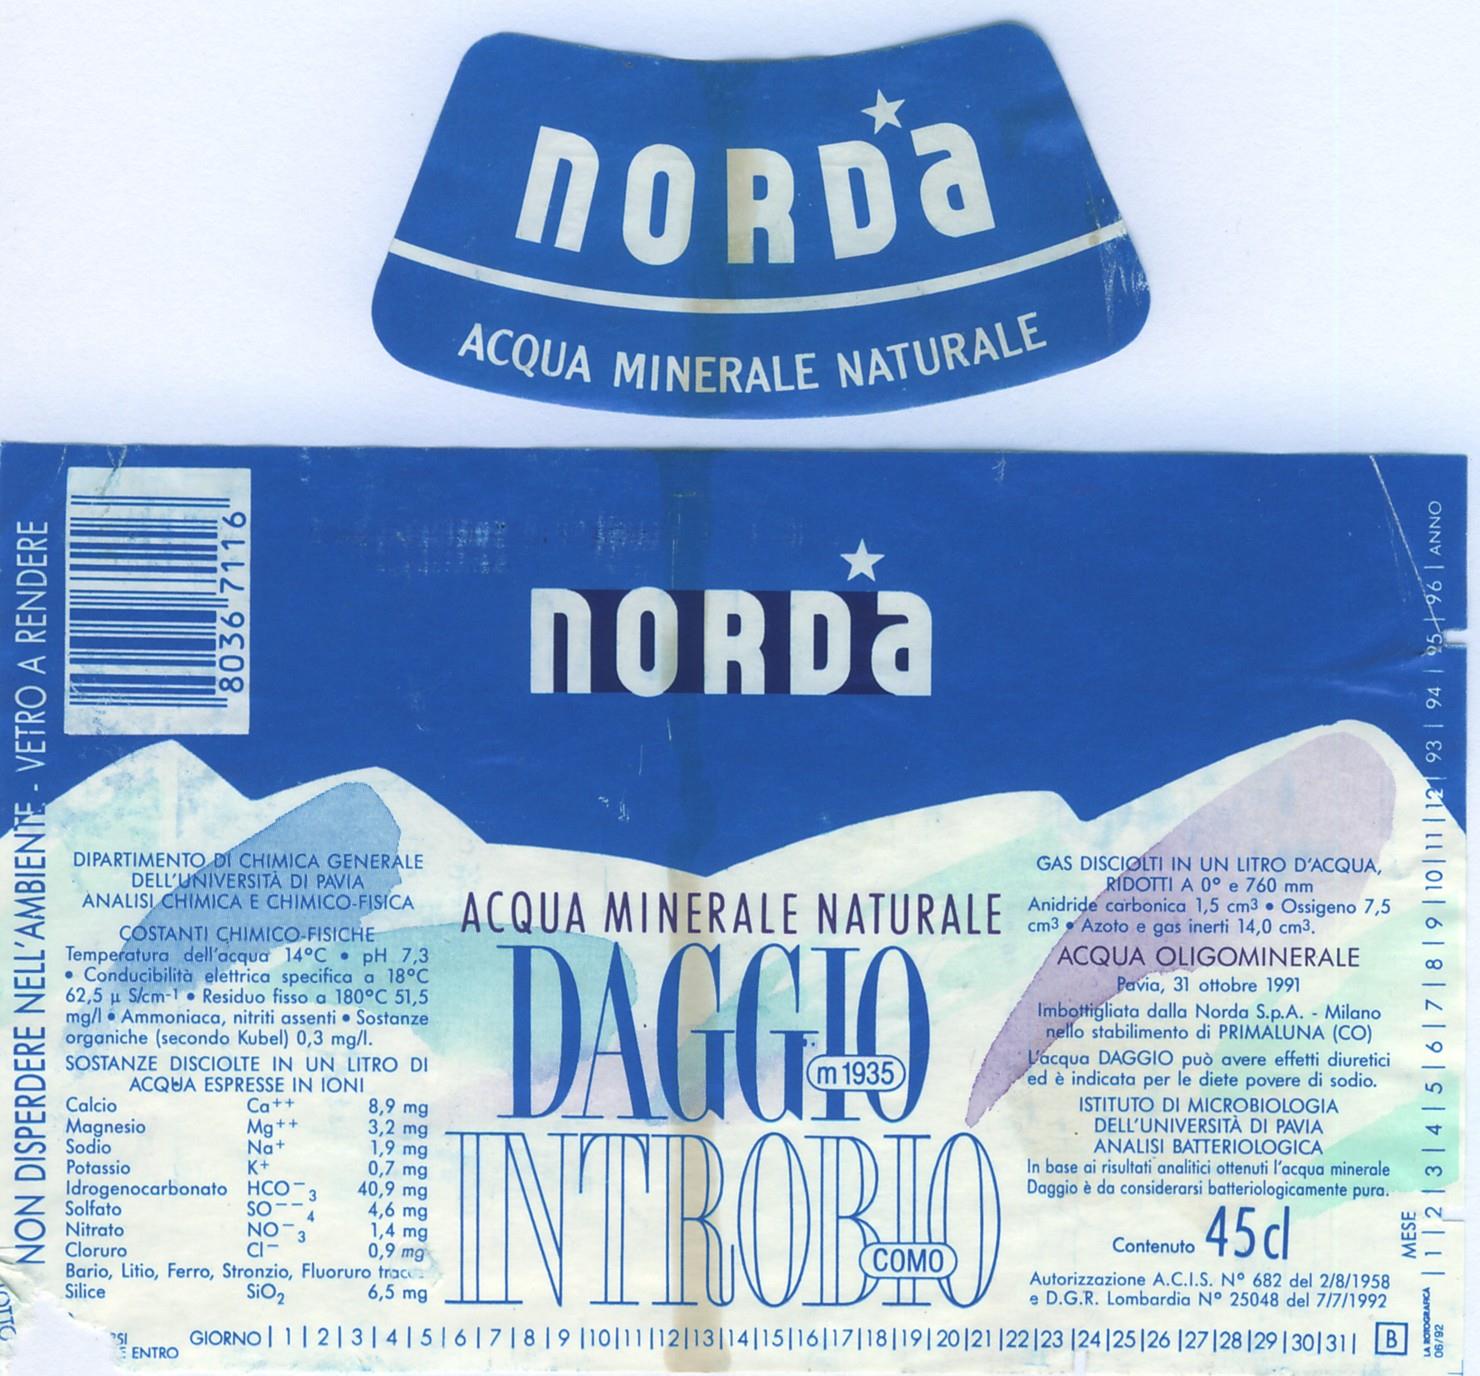 NORDA
ACQUA MINERALE NATURALE
NON DISPERDERE NELL'AMBIENTE - VETRO A RENDERE
80367116
NORDA
DIPARTIMENTO DI CHIMICA GENERALE
DELL'UNIVERSITÀ DI PAVIA
ANALISI CHIMICA E CHIMICO-FISICA
COSTANTI CHIMICO-FISICHE
Temperatura dell'acqua 14°C • pH 7,3
• Conducibilità elettrica specifica a 18°C
62,5 µ S/cm-¹ • Residuo fisso a 180°C 51,5
mg/l • Ammoniaca, nitriti assenti • Sostanze
organiche (secondo Kubel) 0,3 mg/l.
SOSTANZE DISCIOLTE IN UN LITRO DI
ACQUA ESPRESSE IN IONI
Calcio Ca++ 8,9 mg
Magnesio Mg++ 3,2 mg
Sodio Na+ 1,9 mg
Potassio K+ 0,7 mg
Idrogenocarbonato HCO−3 40,9 mg
Solfato SO−−4 4,6 mg
Nitrato NO−3 1,4 mg
Cloruro Cl− 0,9 mg
Bario, Litio, Ferro, Stronzio, Fluoruro
Silice SiO2 6,5 mg
ENTRO
ACQUA MINERALE NATURALE
DAGGIO
m 1935
INTROBIO
COMO
GAS DISCIOLTI IN UN LITRO D'ACQUA,
RIDOTTI A 0° e 760 mm
Anidride carbonica 1,5 cm³ • Ossigeno 7,5
cm³ • Azoto e gas inerti 14,0 cm³.
ACQUA OLIGOMINERALE
Pavia, 31 ottobre 1991
Imbottigliata dalla Norda S.p.A. - Milano
nello stabilimento di PRIMALUNA (CO)
L'acqua DAGGIO può avere effetti diuretici
ed è indicata per le diete povere di sodio.
ISTITUTO DI MICROBIOLOGIA
DELL'UNIVERSITÀ DI PAVIA
ANALISI BATTERIOLOGICA
In base ai risultati analitici ottenuti l'acqua minerale
Daggio è da considerarsi batteriologicamente pura.
Contenuto 45cl
Autorizzazione A.C.I.S. N° 682 del 2/8/1958
e D.G.R. Lombardia N° 25048 del 7/7/1992
GIORNO | 1 | 2 | 3 | 4 | 5 | 6 | 7 | 8 | 9 |10|11|12|13|14|15|16|17|18|19|20|21|22|23|24|25|26|27|28|29|30|31|
B
MESE | 1 | 2 | 3 | 4 | 5 | 6 | 7 | 8 | 9 |10|11|12| 93 | 94 | 95 | 96 | ANNO
LA ROTOGRAFICA
06/92